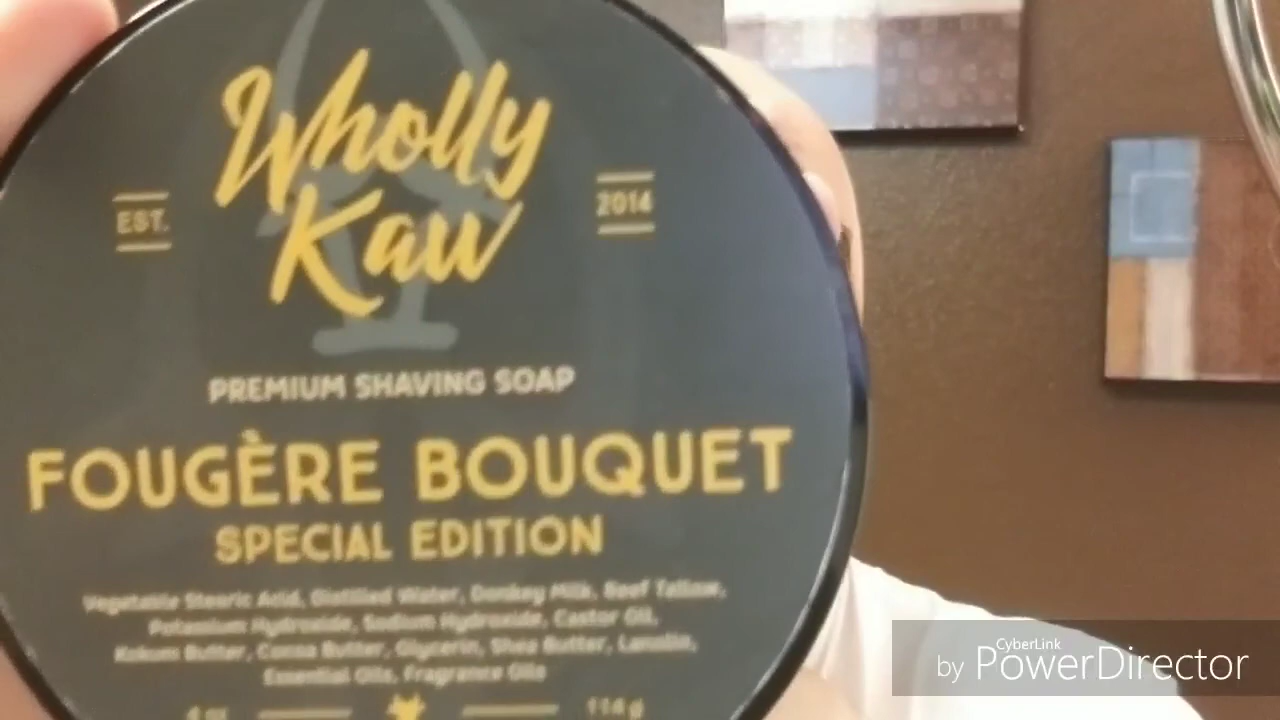 Wholly
Kaw
EST.
2014
PREMIUM SHAVING SOAP
FOUGÈRE BOUQUET
SPECIAL EDITION
Vegetable Stearic Acid, Distilled Water, Donkey Milk, Beef Tallow,
Potassium Hydroxide, Sodium Hydroxide, Castor Oil,
Kokum Butter, Cocoa Butter, Glycerin, Shea Butter, Lanolin,
Essential Oils, Fragrance Oils
4 oz
114 g
CyberLink
by PowerDirector